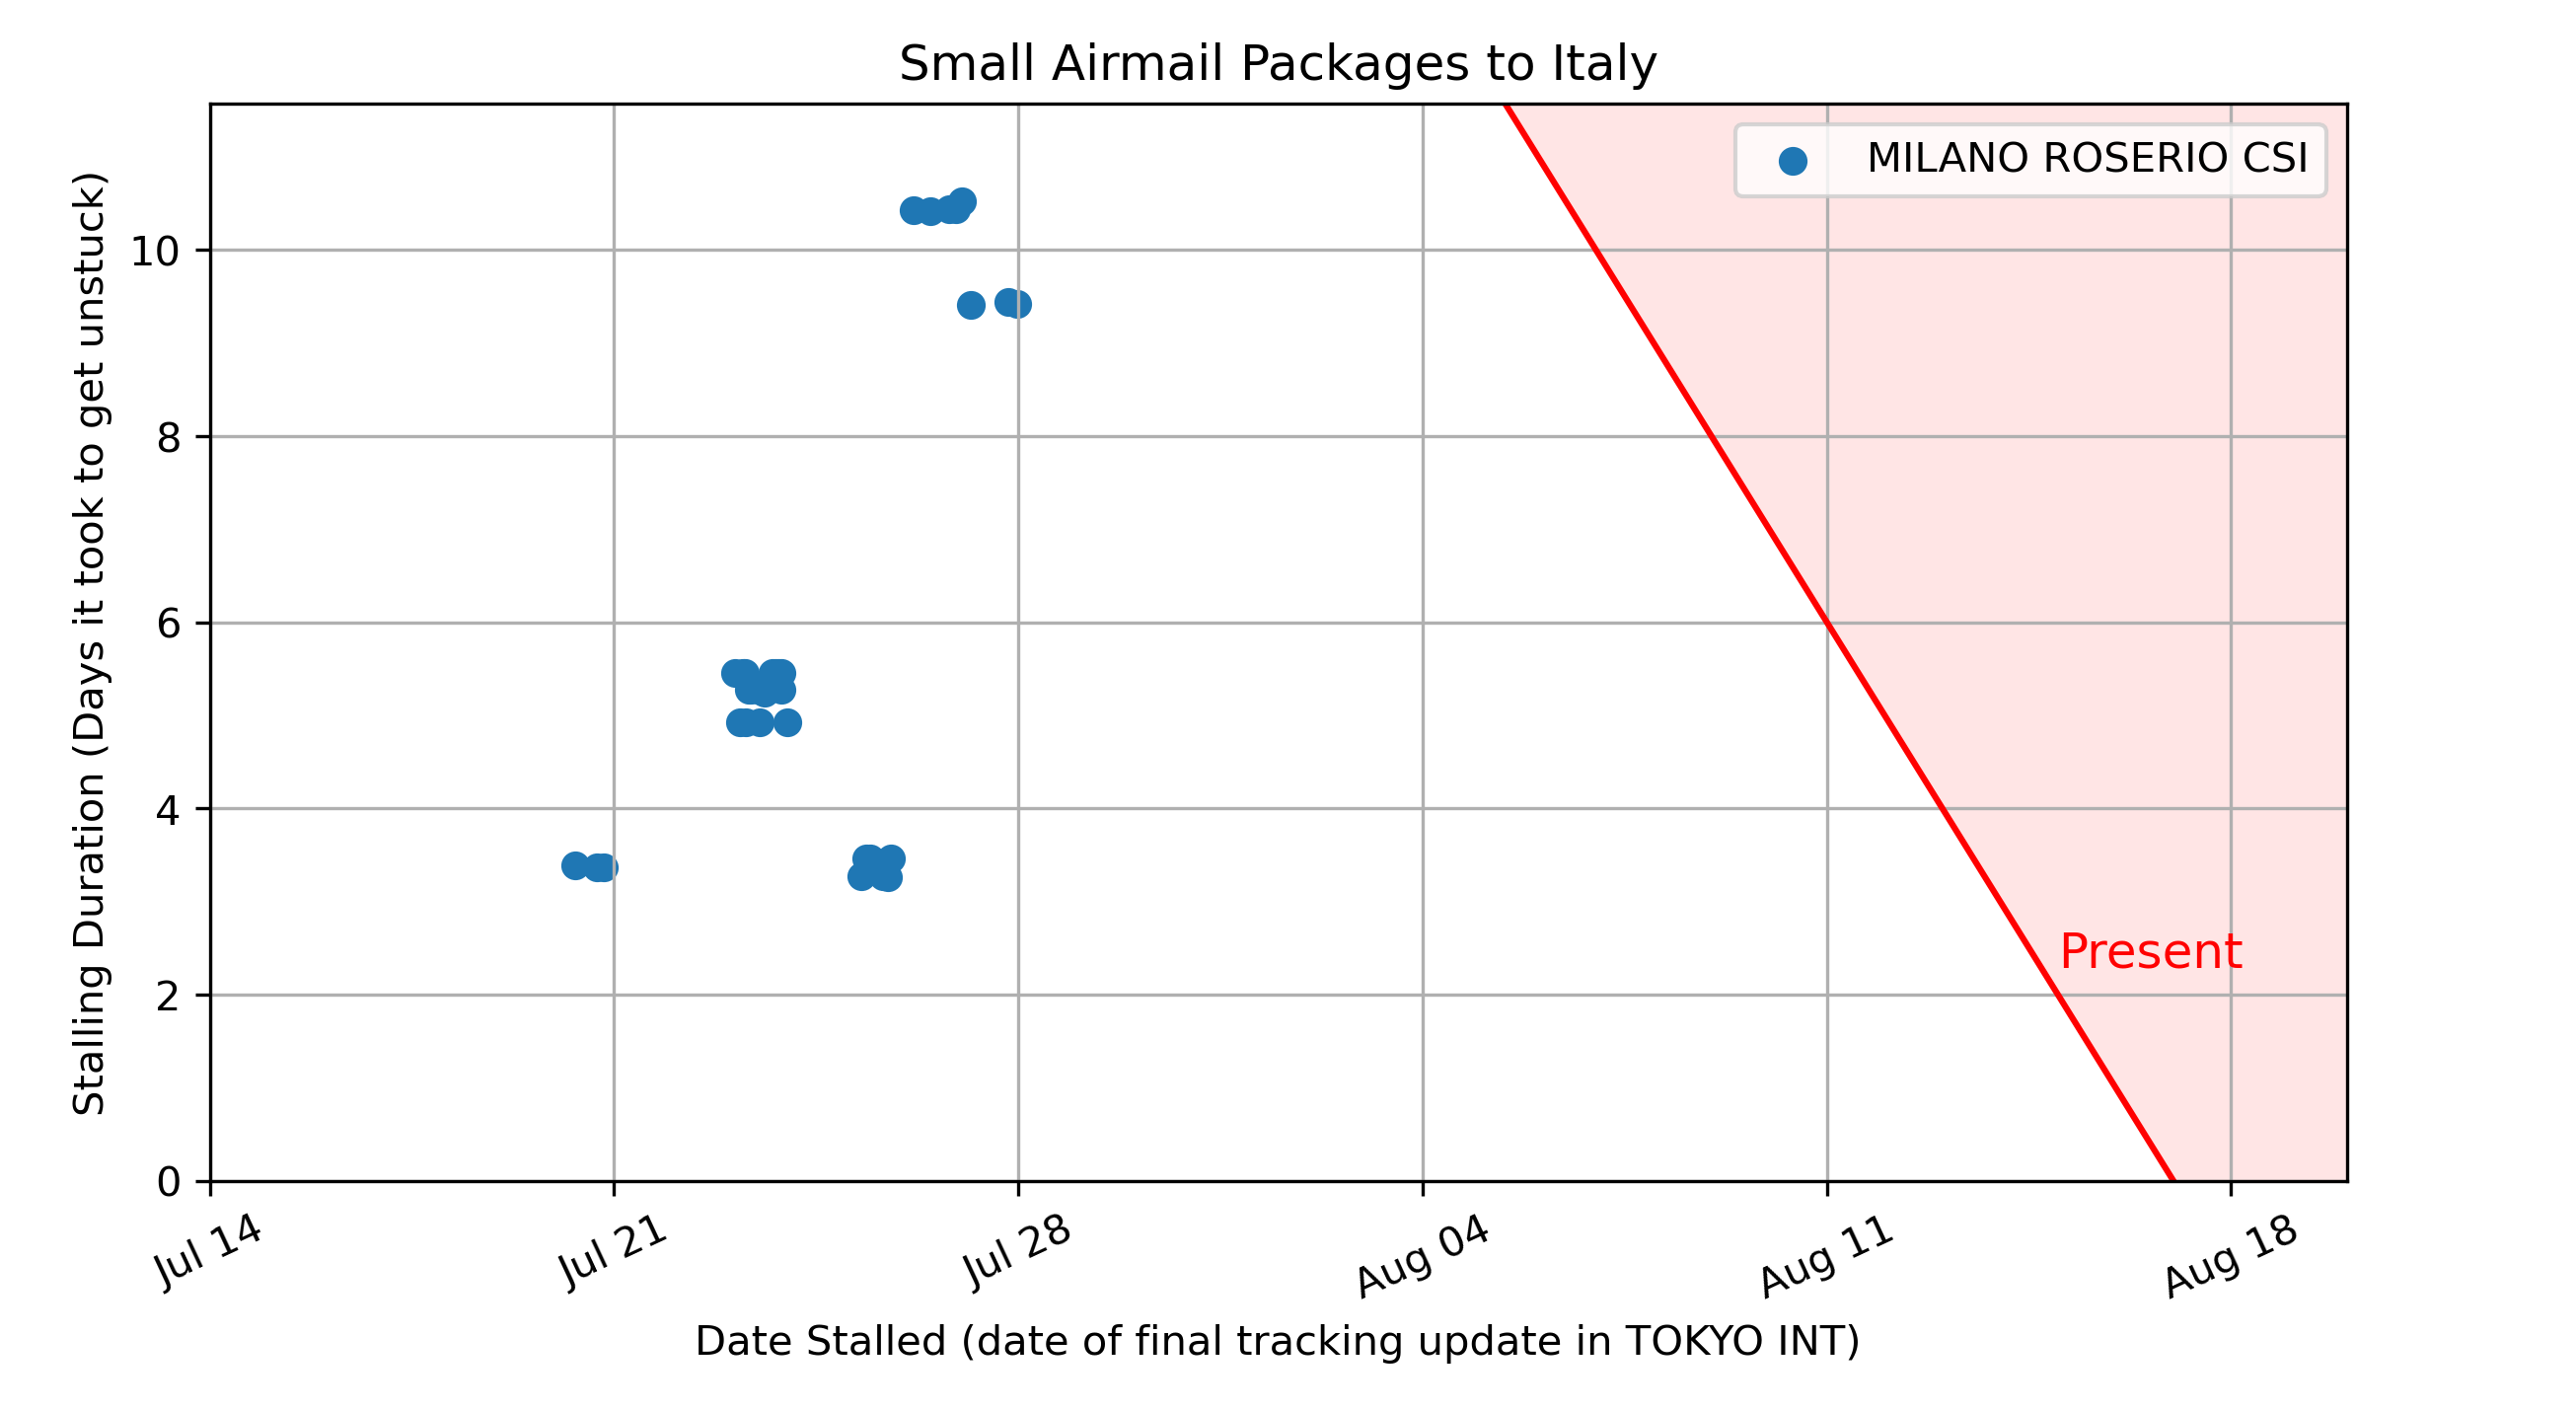 Small Airmail Packages to Italy
MILANO ROSERIO CSI
Stalling Duration (Days it took to get unstuck)
10
8
6
4
2
0
Present
Jul 14
Jul 21
Jul 28
Aug 04
Aug 11
Aug 18
Date Stalled (date of final tracking update in TOKYO INT)